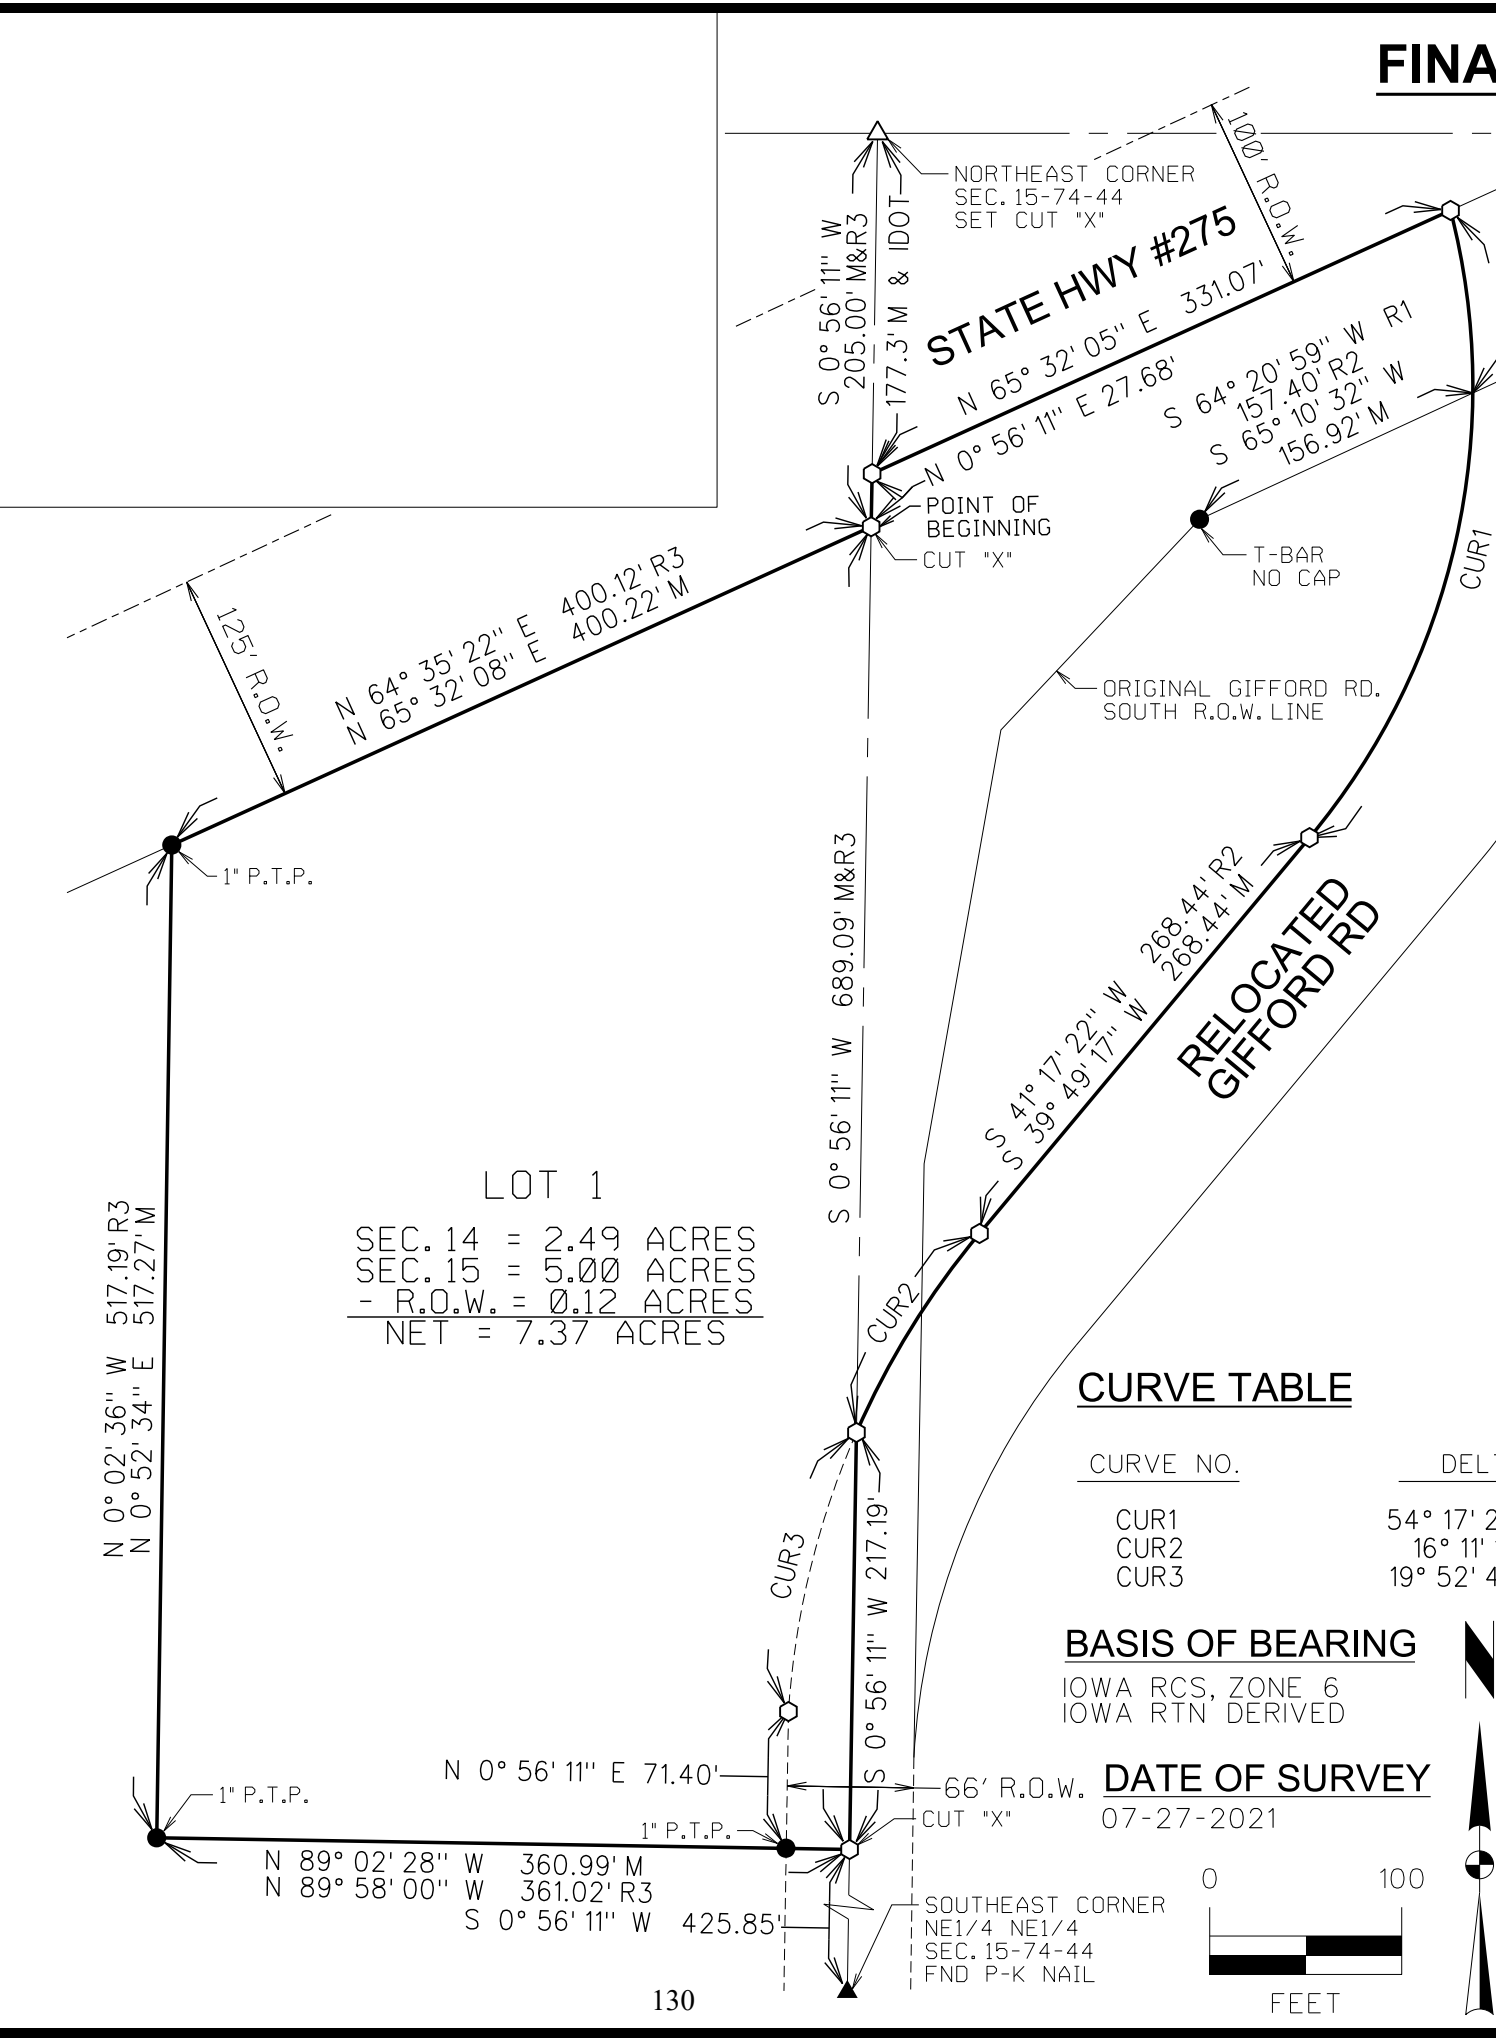 FINA
NORTHEAST CORNER
SEC. 15-74-44
SET CUT "X"
100' R.O.W.
S 0° 56' 11" W
205.00' M&R3
177.3' M & IDOT
STATE HWY #275
N 65° 32' 05" E 331.07'
N 0° 56' 11" E 27.68'
S 64° 20' 59" W R1
157.40' R2
S 65° 10' 32" W
156.92' M
POINT OF
BEGINNING
CUT "X"
T-BAR
NO CAP
CUR1
125' R.O.W.
N 64° 35' 22" E 400.12' R3
N 65° 32' 08" E 400.22' M
ORIGINAL GIFFORD RD.
SOUTH R.O.W. LINE
1" P.T.P.
S 0° 56' 11" W 689.09' M&R3
S 41° 17' 22" W 268.44' R2
S 39° 49' 17" W 268.44' M
RELOCATED
GIFFORD RD
LOT 1
SEC. 14 = 2.49 ACRES
SEC. 15 = 5.00 ACRES
- R.O.W. = 0.12 ACRES
NET = 7.37 ACRES
N 0° 02' 36" W 517.19' R3
N 0° 52' 34" E 517.27' M
CUR2
CUR3
S 0° 56' 11" W 217.19'
CURVE TABLE
CURVE NO. DEL
CUR1 54° 17' 2
CUR2 16° 11'
CUR3 19° 52' 4
BASIS OF BEARING
IOWA RCS, ZONE 6
IOWA RTN DERIVED
N
N 0° 56' 11" E 71.40'
66' R.O.W.
DATE OF SURVEY
07-27-2021
1" P.T.P.
1" P.T.P.
CUT "X"
N 89° 02' 28" W 360.99' M
N 89° 58' 00" W 361.02' R3
S 0° 56' 11" W 425.85'
SOUTHEAST CORNER
NE1/4 NE1/4
SEC. 15-74-44
FND P-K NAIL
0 100
FEET
130